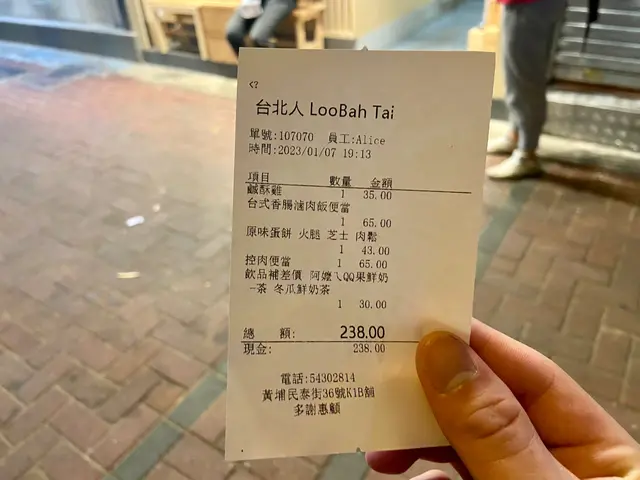 <?
台北人 LooBah Tai
單號:107070 員工:Alice
時間:2023/01/07 19:13
項目 數量 金額
鹹酥雞 1 35.00
台式香腸滷肉飯便當
1 65.00
原味蛋餅 火腿 芝士 肉鬆
1 43.00
控肉便當 1 65.00
飲品補差價 阿嬤ㄟQQ果鮮奶
-茶 冬瓜鮮奶茶
1 30.00
總 額: 238.00
現金: 238.00
電話:54302814
黃埔民泰街36號K1B舖
多謝惠顧